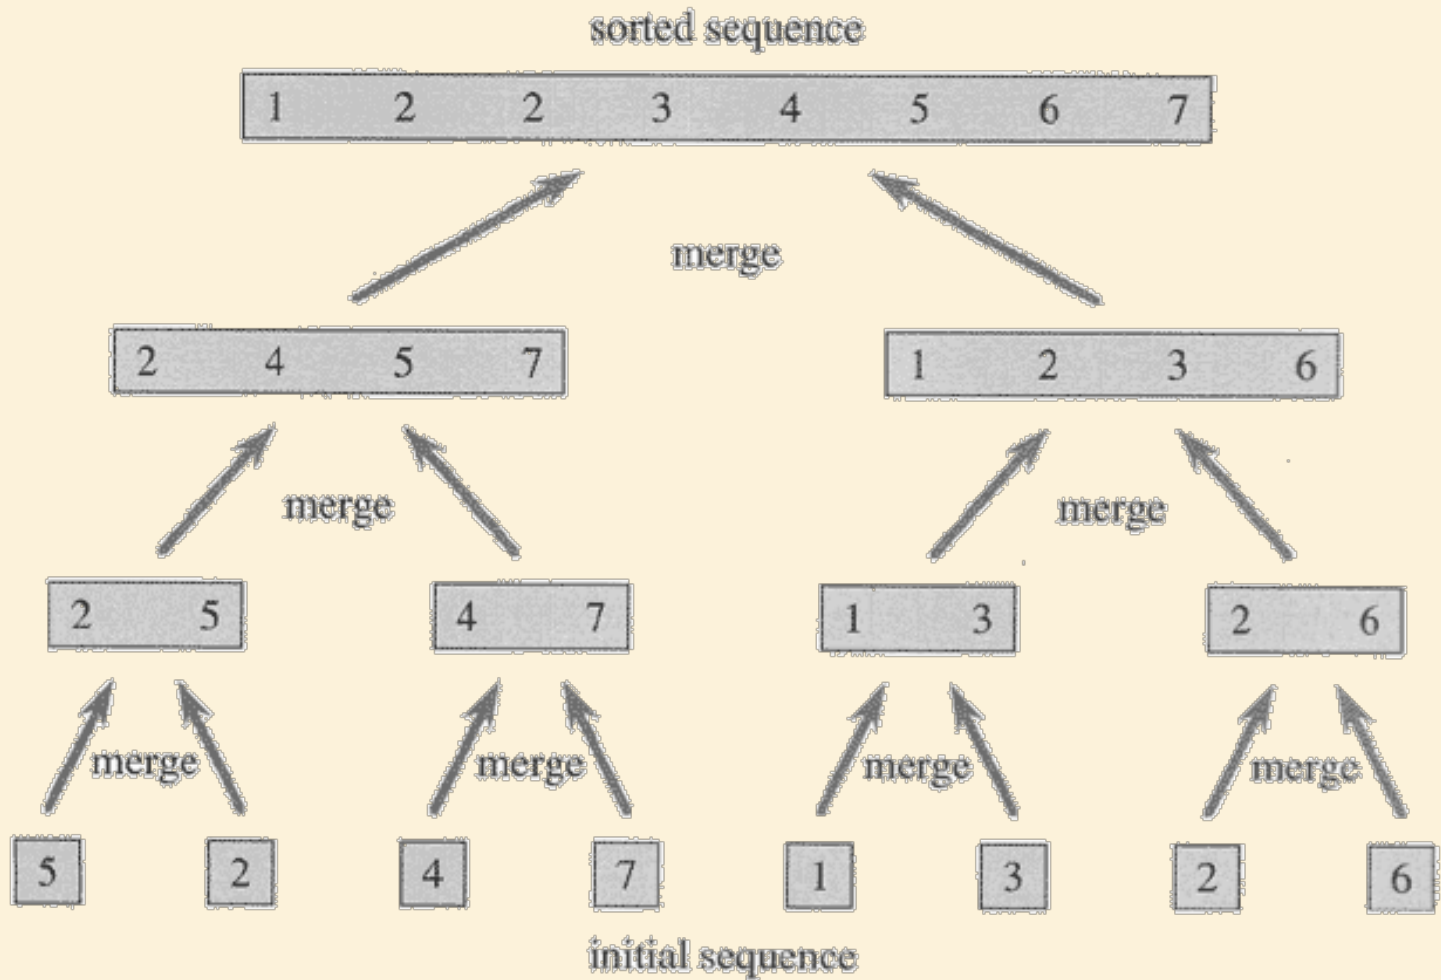 sorted sequence
1 2 2 3 4 5 6 7
merge
2 4 5 7 1 2 3 6
merge merge
2 5 4 7 1 3 2 6
merge merge merge merge
5 2 4 7 1 3 2 6
initial sequence